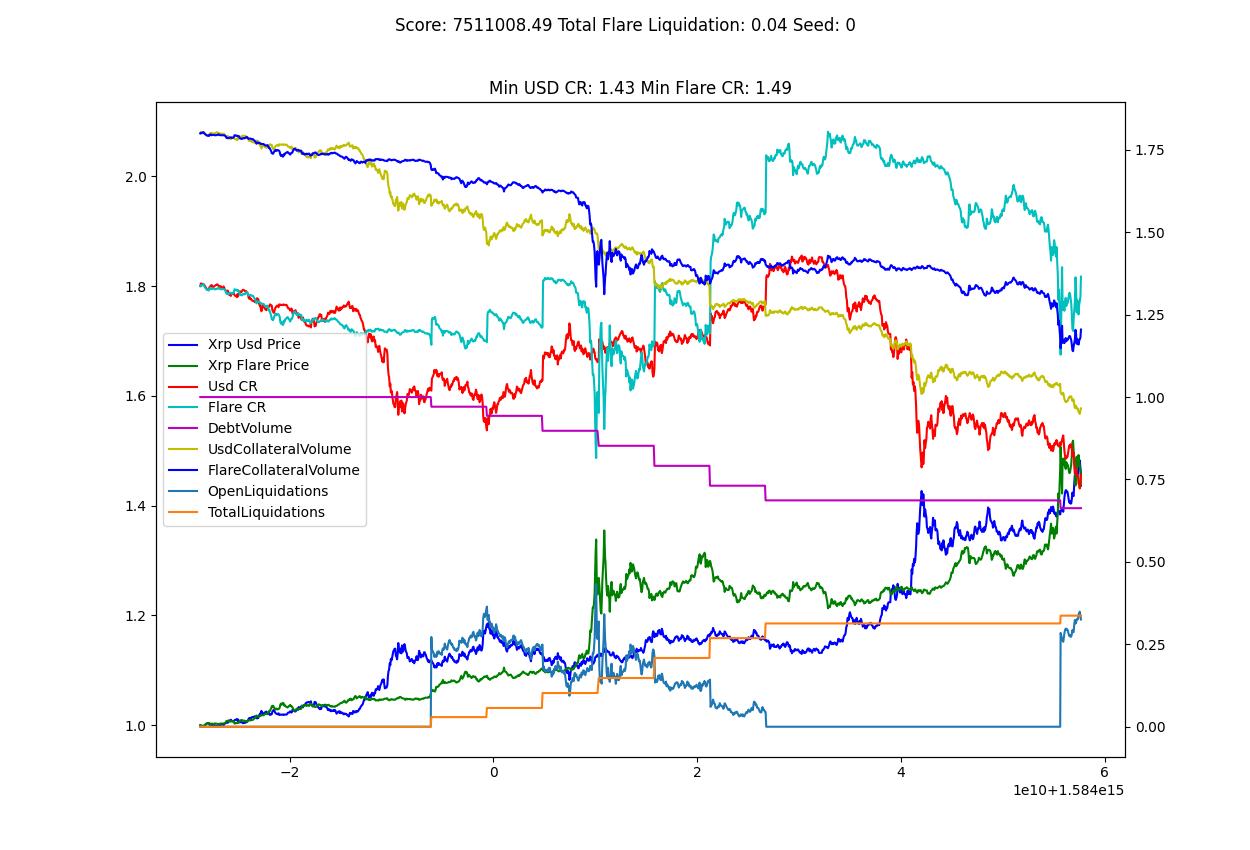 Score: 7511008.49 Total Flare Liquidation: 0.04 Seed: 0
Min USD CR: 1.43 Min Flare CR: 1.49
2.0
1.8
1.6
1.4
1.2
1.0
Xrp Usd Price
Xrp Flare Price
Usd CR
Flare CR
DebtVolume
UsdCollateralVolume
FlareCollateralVolume
OpenLiquidations
TotalLiquidations
1.75
1.50
1.25
1.00
0.75
0.50
0.25
0.00
−2 0 2 4 6
1e10+1.584e15